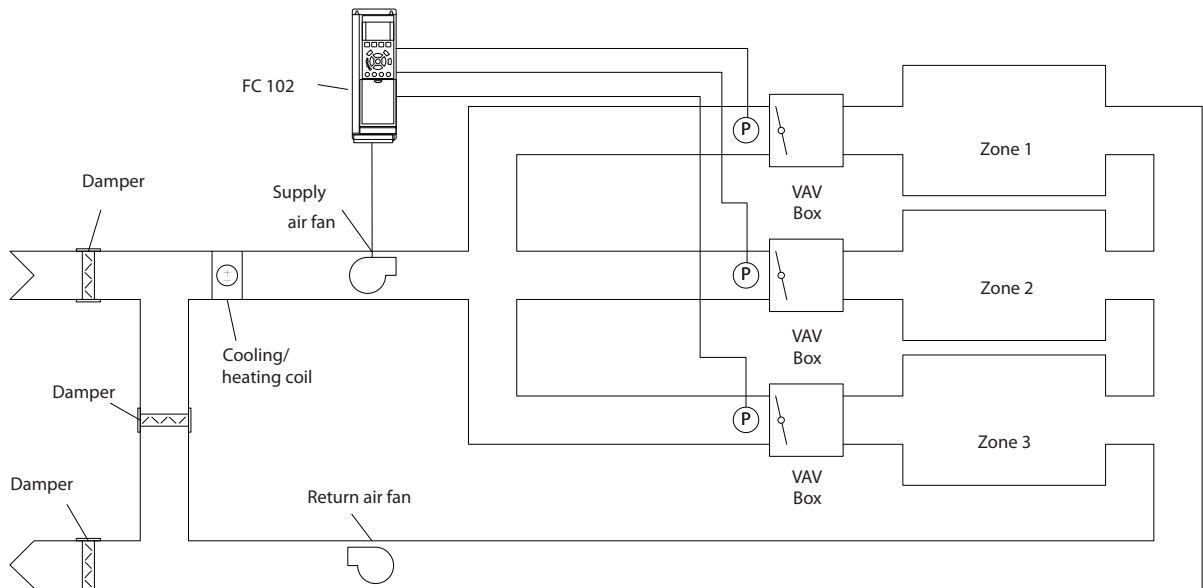 FC 102
P
Zone 1
Damper
Supply
air fan
VAV
Box
P
Zone 2
VAV
Box
Cooling/
heating coil
Damper
P
Zone 3
Damper
Return air fan
VAV
Box